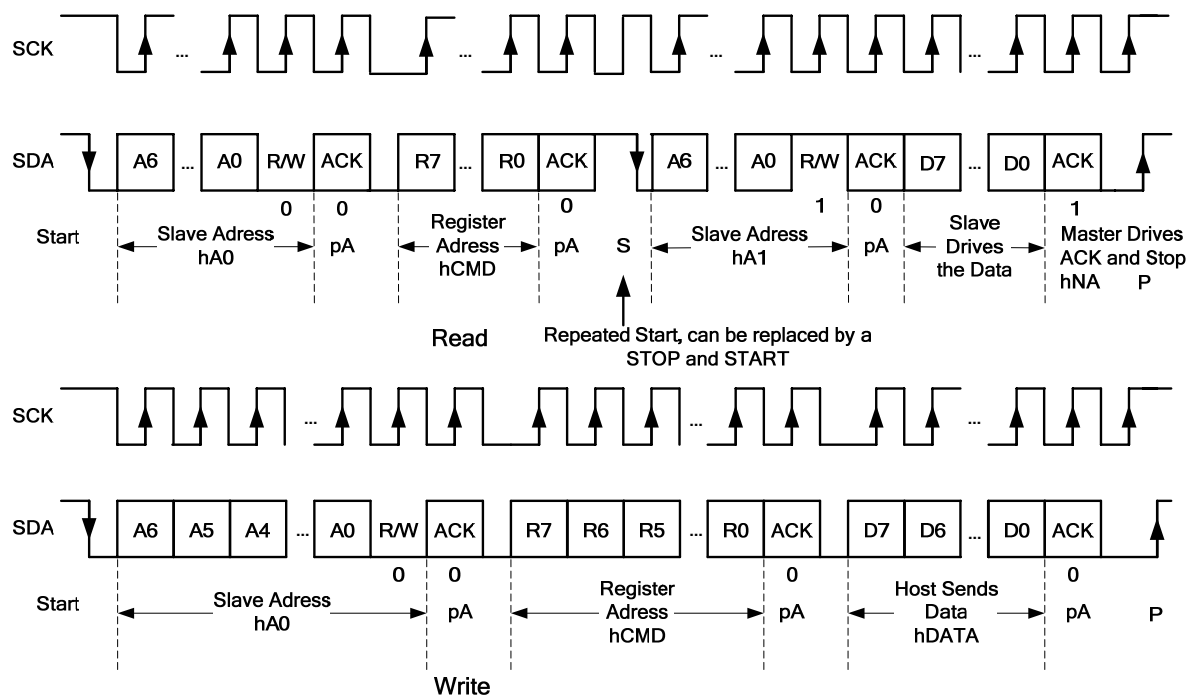 SCK
... ... ... ... ...
SDA A6 ... A0 R/W ACK R7 ... R0 ACK A6 ... A0 R/W ACK D7 ... D0 ACK
0 0 0 1 0 1
Start
Slave Adress
hA0
pA
Register
Adress
hCMD
pA
S
Slave Adress
hA1
pA
Slave
Drives
the Data
Master Drives
ACK and Stop
hNA P
Read
Repeated Start, can be replaced by a
STOP and START
SCK
... ... ...
SDA A6 A5 A4 ... A0 R/W ACK R7 R6 R5 ... R0 ACK D7 D6 ... D0 ACK
0 0 0 0
Start
Slave Adress
hA0
pA
Register
Adress
hCMD
pA
Host Sends
Data
hDATA
pA
P
Write